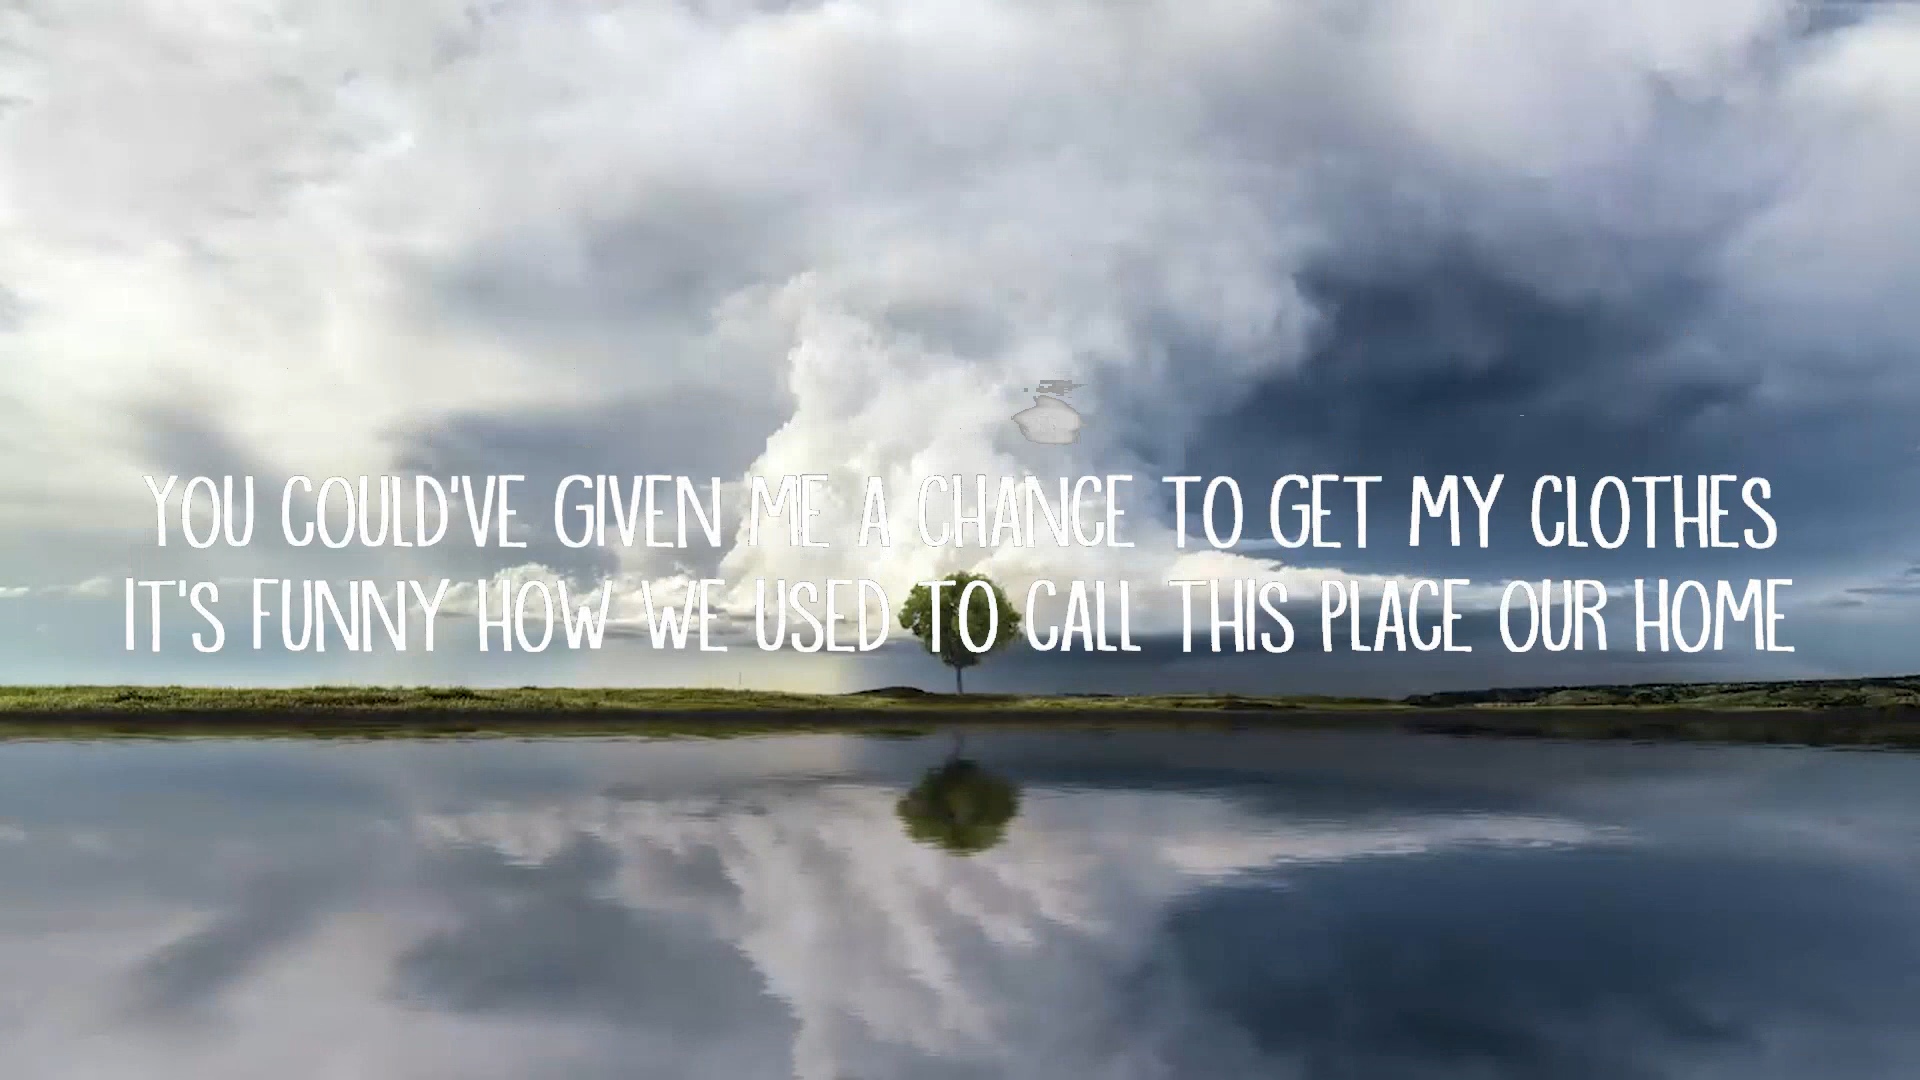 YOU COULD'VE GIVEN ME A CHANCE TO GET MY CLOTHES
IT'S FUNNY HOW WE USED TO CALL THIS PLACE OUR HOME